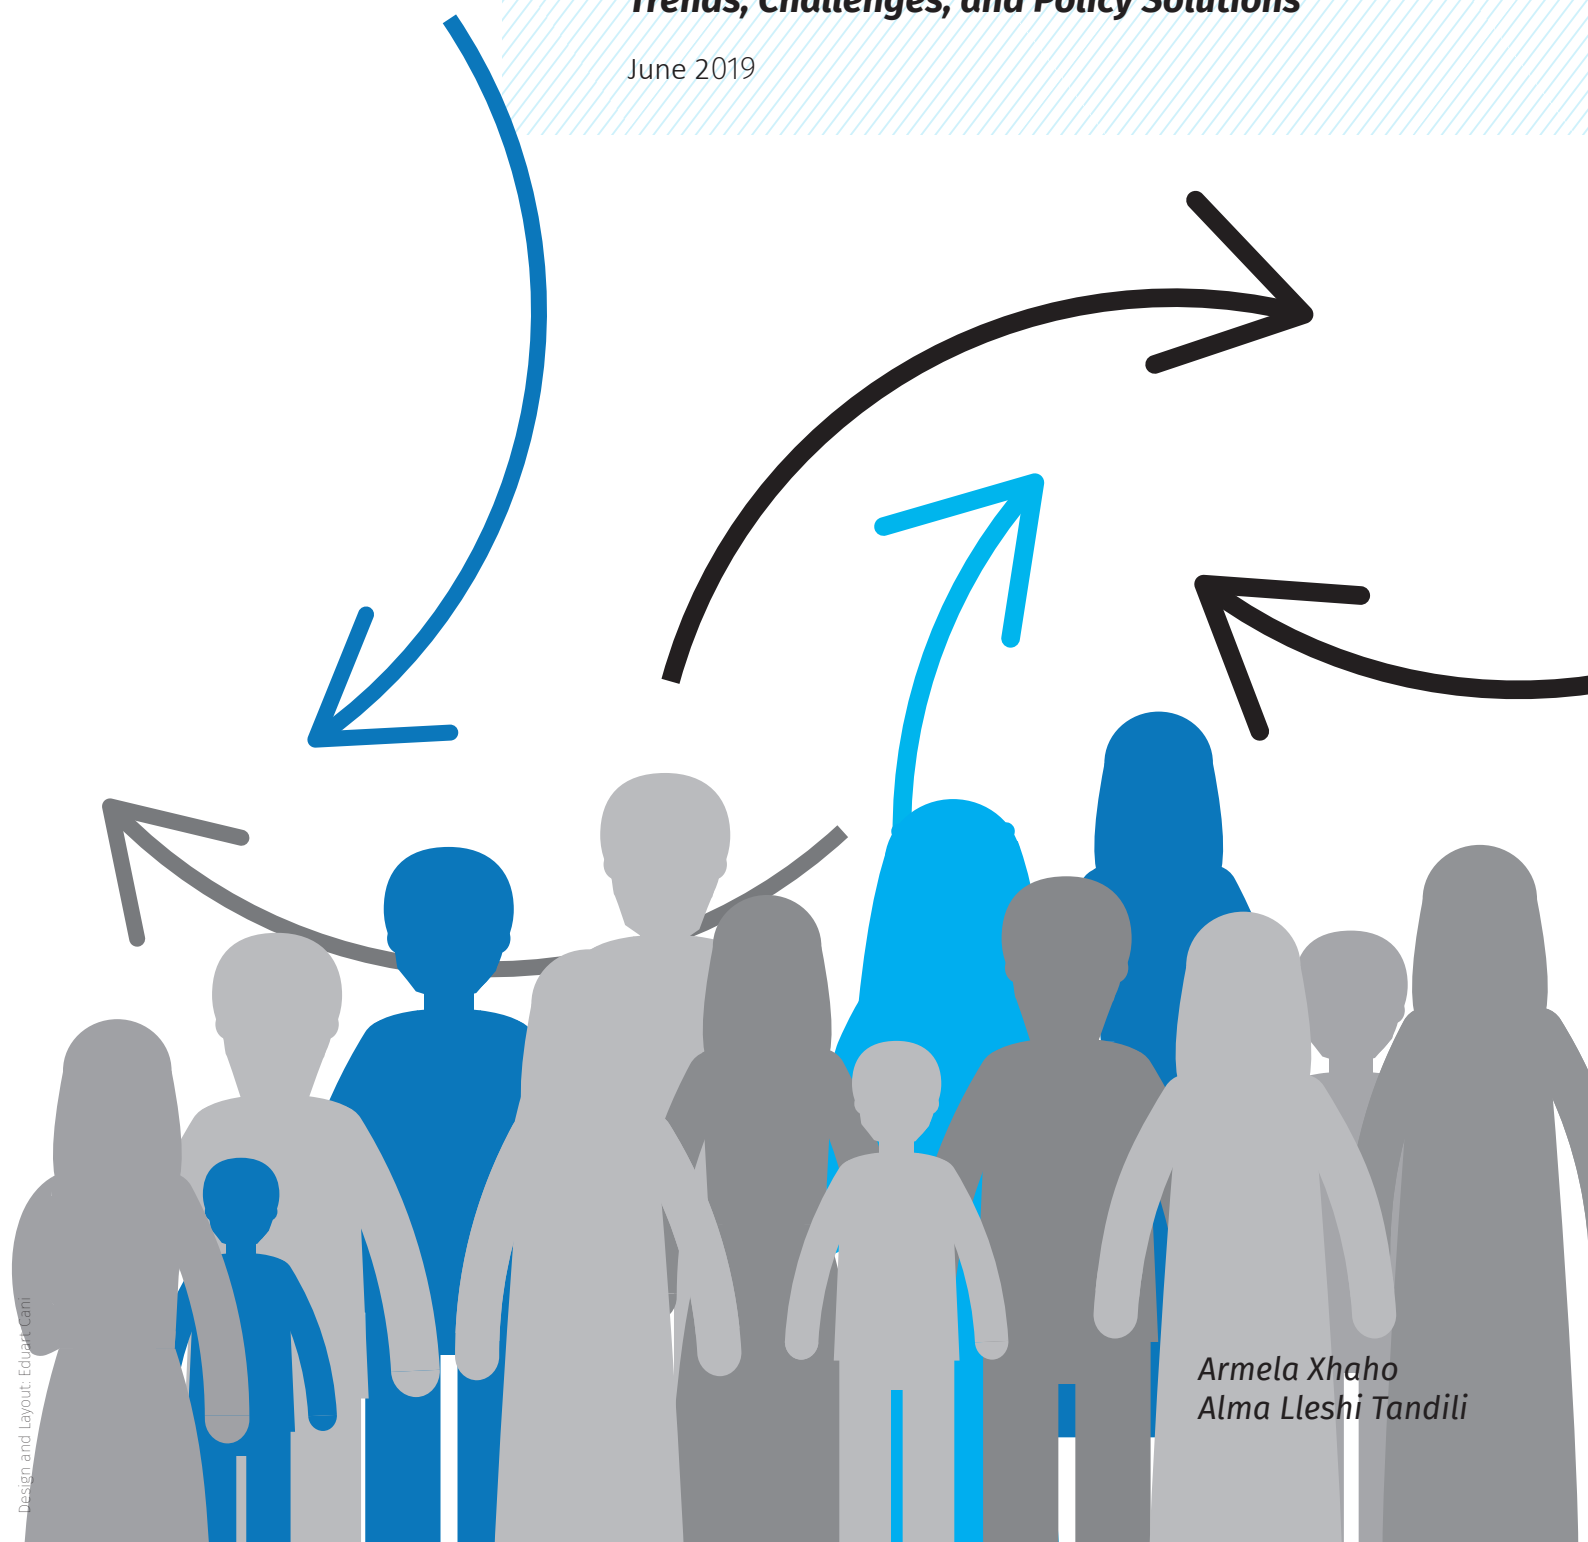 Trends, Challenges, and Policy Solutions
June 2019
Armela Xhaho
Alma Lleshi Tandili
Design and Layout: Eduart Cani